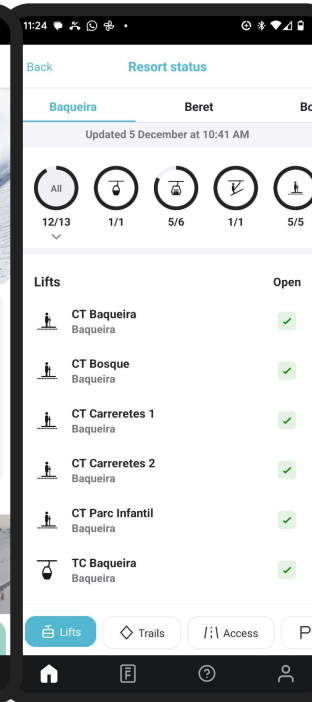 11:24
Back
Resort status
Baqueira
Beret
Bo
Updated 5 December at 10:41 AM
All
12/13
1/1
5/6
1/1
5/5
Lifts
Open
CT Baqueira
Baqueira
CT Bosque
Baqueira
CT Carreretes 1
Baqueira
CT Carreretes 2
Baqueira
CT Parc Infantil
Baqueira
TC Baqueira
Baqueira
Lifts
Trails
Access
P
F
?